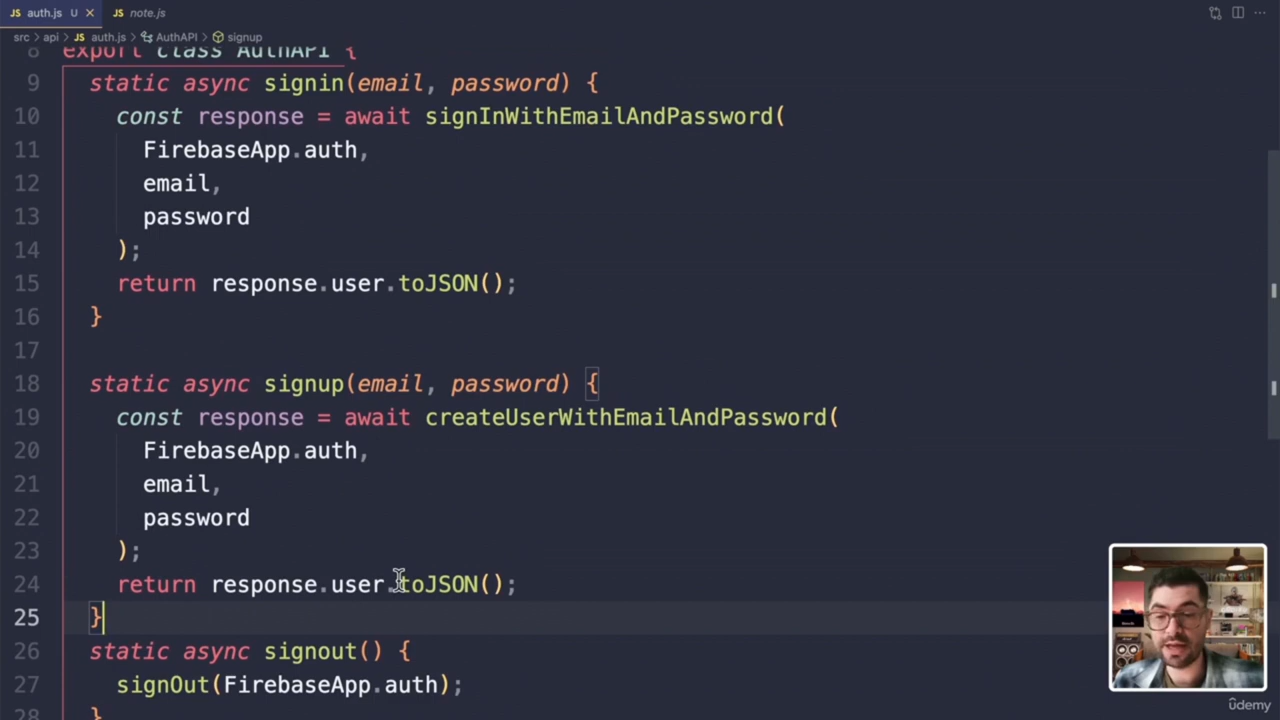 auth.js U
note.js
src > api > auth.js > AuthAPI > signup
8 export class AuthAPI {
9 static async signin(email, password) {
10 const response = await signInWithEmailAndPassword(
11 FirebaseApp.auth,
12 email,
13 password
14 );
15 return response.user.toJSON();
16 }
17
18 static async signup(email, password) {
19 const response = await createUserWithEmailAndPassword(
20 FirebaseApp.auth,
21 email,
22 password
23 );
24 return response.user.toJSON();
25 }
26 static async signout() {
27 signOut(FirebaseApp.auth);
28 }
ûdemy